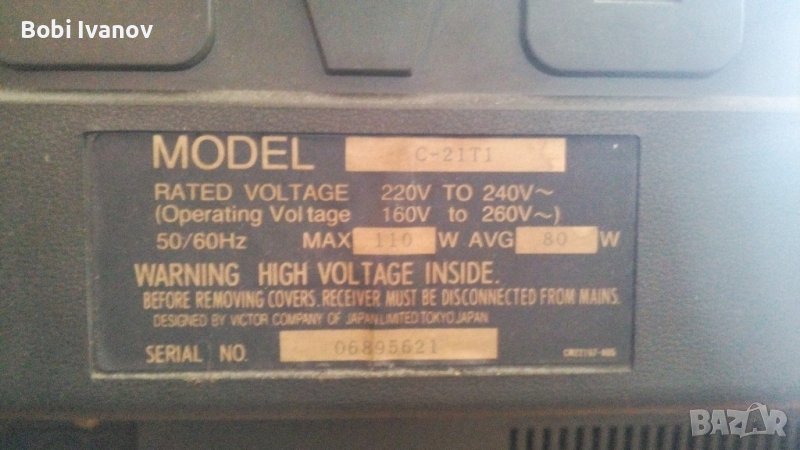 Bobi Ivanov
MODEL C-21T1
RATED VOLTAGE 220V TO 240V~
(Operating Voltage 160V to 260V~)
50/60Hz MAX 110 W AVG 80 W
WARNING HIGH VOLTAGE INSIDE.
BEFORE REMOVING COVERS. RECEIVER MUST BE DISCONNECTED FROM MAINS.
DESIGNED BY VICTOR COMPANY OF JAPAN LIMITED TOKYO JAPAN
SERIAL NO. 06895621
BAZAR